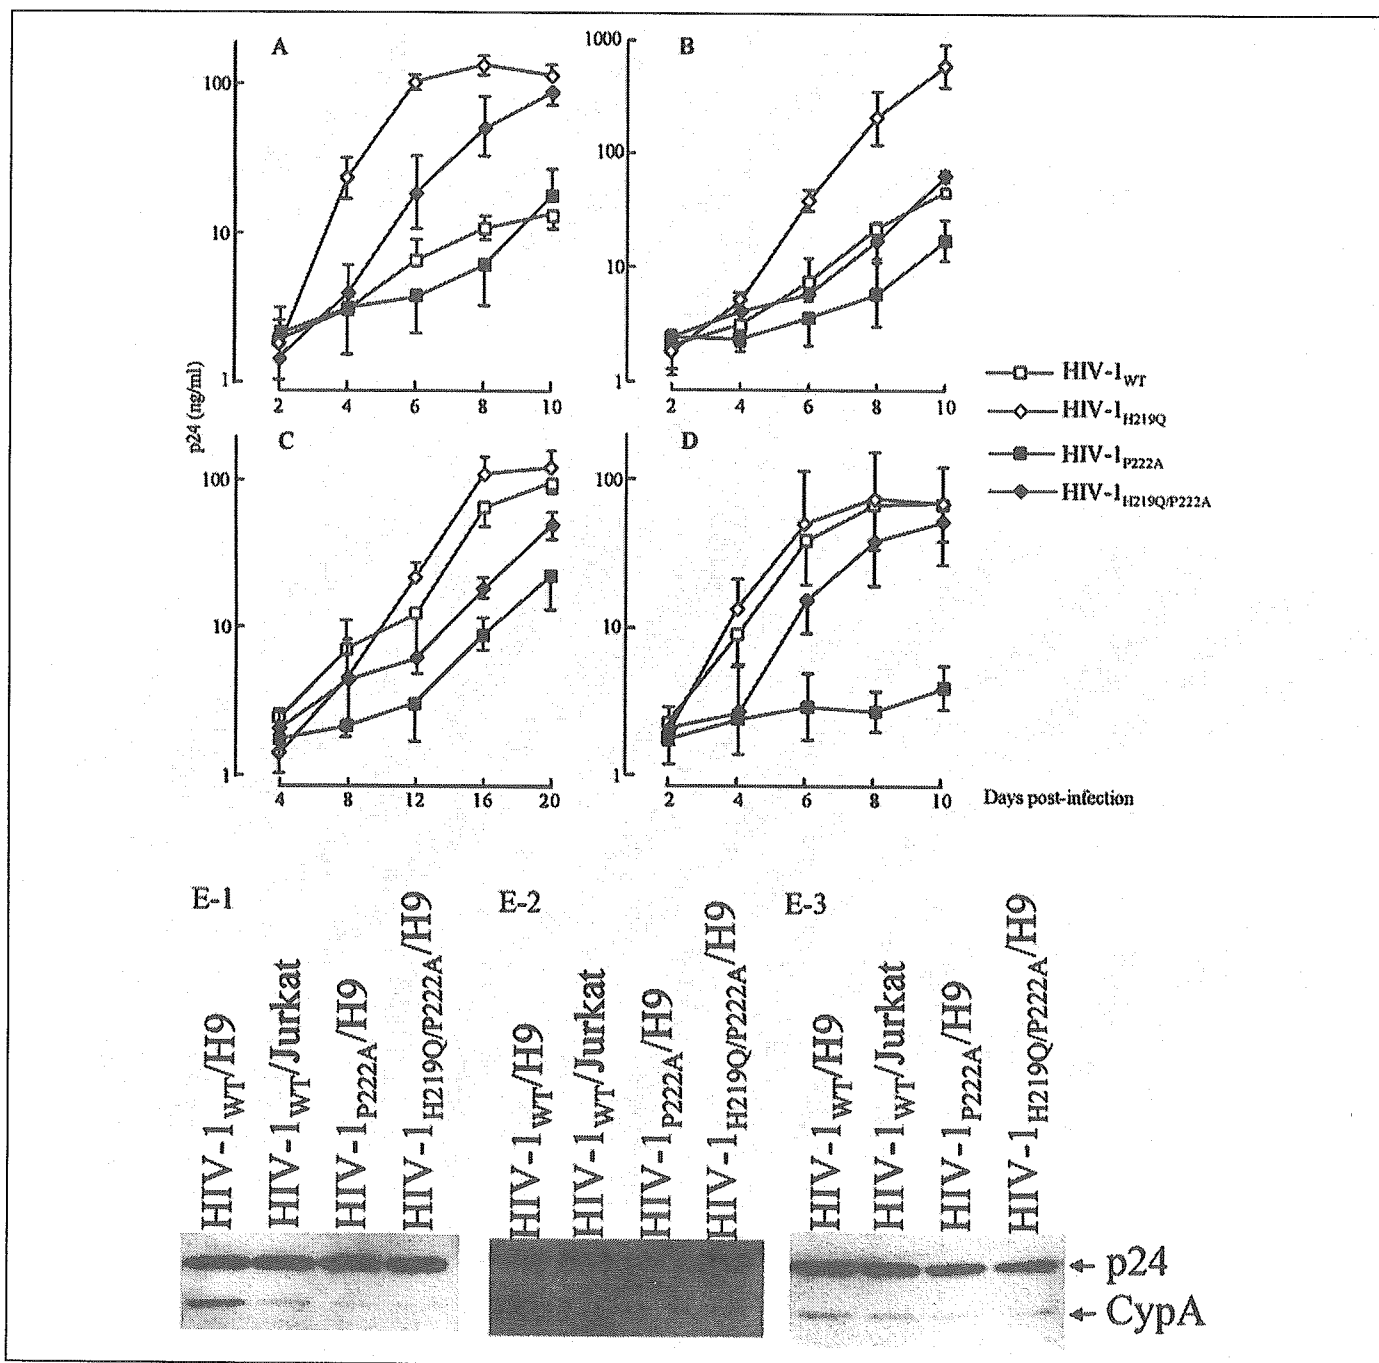 A
100
10
1
2 4 6 8 10
B
1000
100
10
1
2 4 6 8 10
p24 (ng/ml)
C
100
10
1
4 8 12 16 20
D
100
10
1
2 4 6 8 10
Days post-infection
HIV-1WT
HIV-1H219Q
HIV-1P222A
HIV-1H219Q/P222A
E-1
HIV-1WT/H9
HIV-1WT/Jurkat
HIV-1P222A/H9
HIV-1H219Q/P222A/H9
E-2
HIV-1WT/H9
HIV-1WT/Jurkat
HIV-1P222A/H9
HIV-1H219Q/P222A/H9
E-3
HIV-1WT/H9
HIV-1WT/Jurkat
HIV-1P222A/H9
HIV-1H219Q/P222A/H9
p24
CypA